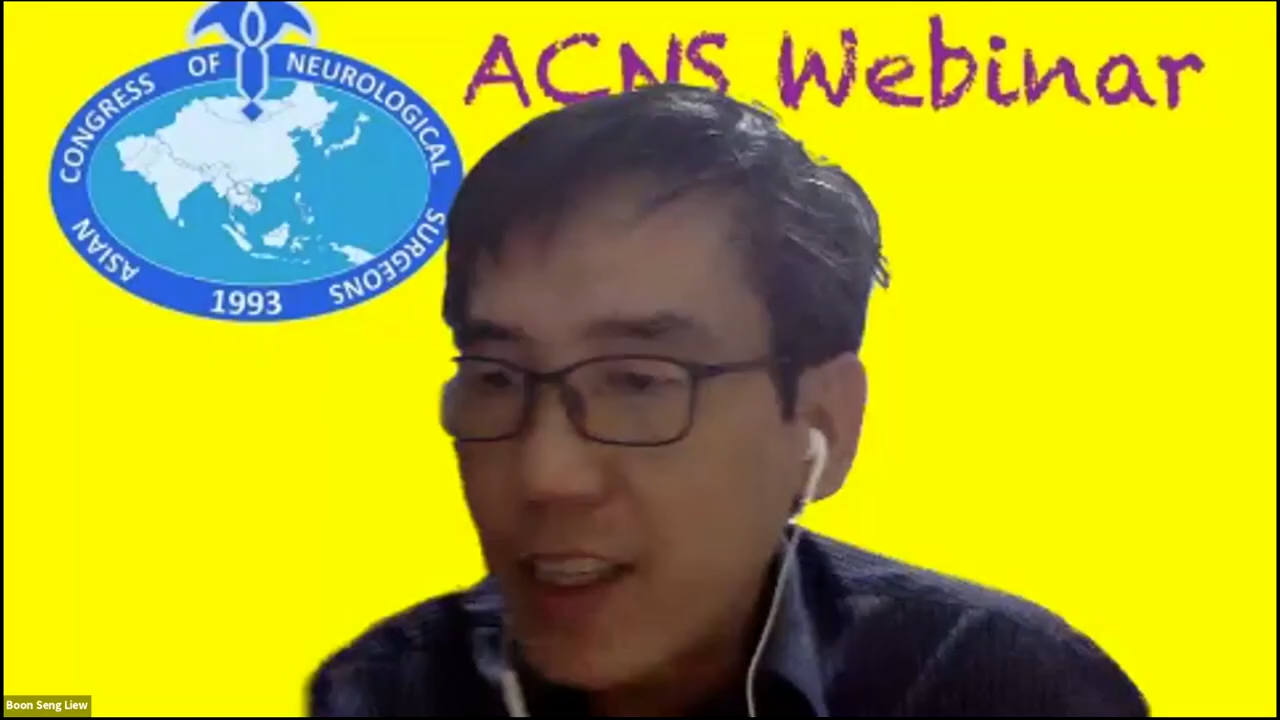 ASIAN CONGRESS OF NEUROLOGICAL SURGEONS
1993
ACNS Webinar
Boon Seng Liew